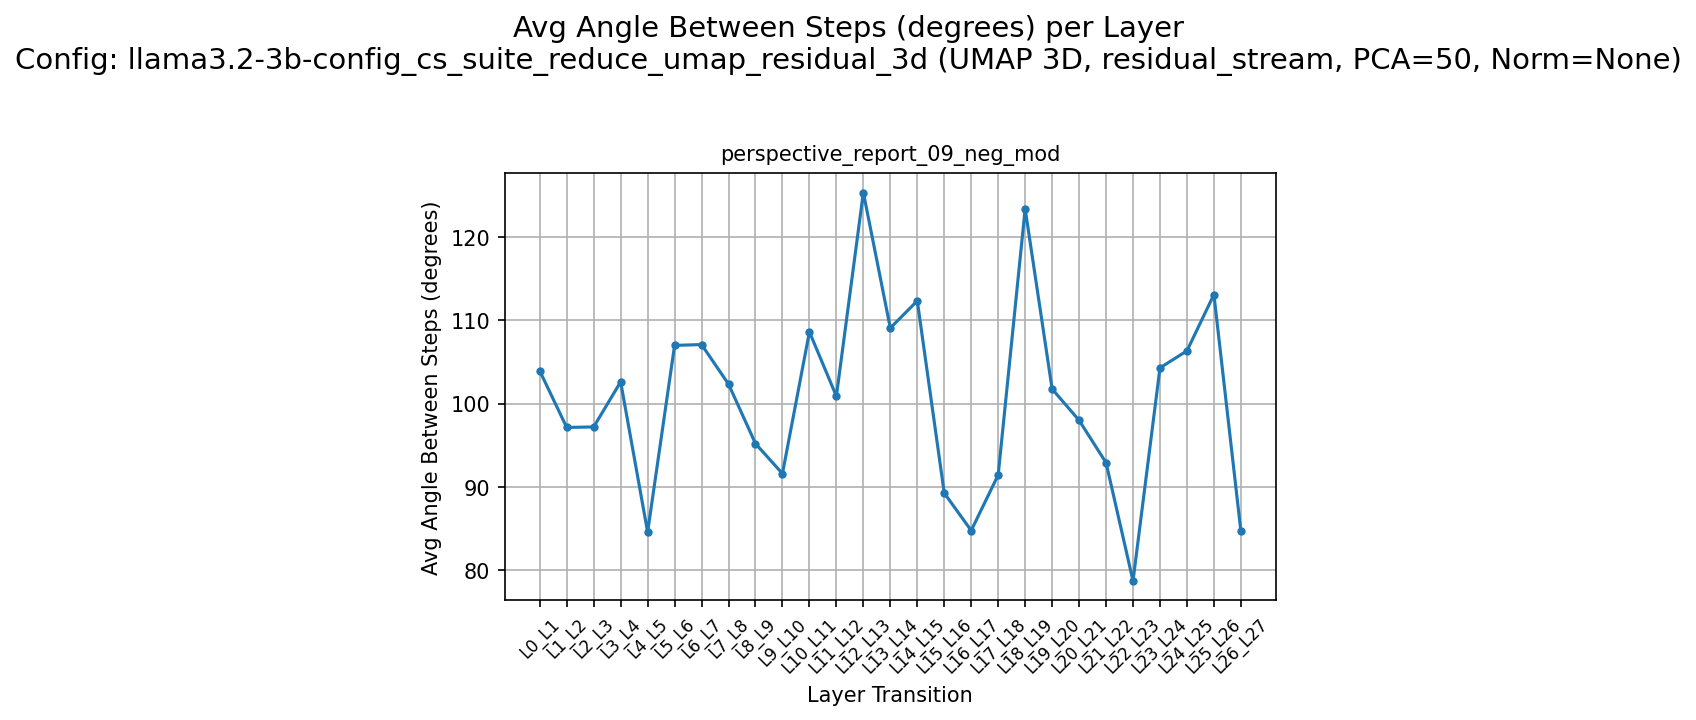 Avg Angle Between Steps (degrees) per Layer
Config: llama3.2-3b-config_cs_suite_reduce_umap_residual_3d (UMAP 3D, residual_stream, PCA=50, Norm=None)
perspective_report_09_neg_mod
Avg Angle Between Steps (degrees)
120
110
100
90
80
L0_L1
L1_L2
L2_L3
L3_L4
L4_L5
L5_L6
L6_L7
L7_L8
L8_L9
L9_L10
L10_L11
L11_L12
L12_L13
L13_L14
L14_L15
L15_L16
L16_L17
L17_L18
L18_L19
L19_L20
L20_L21
L21_L22
L22_L23
L23_L24
L24_L25
L25_L26
L26_L27
Layer Transition